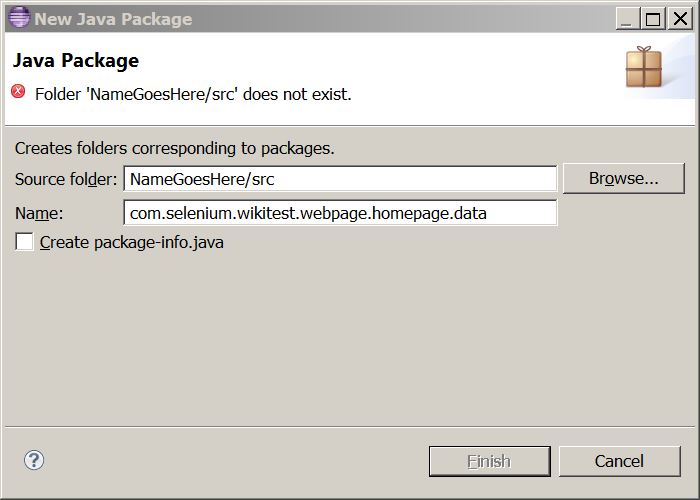 New Java Package
Java Package
Folder 'NameGoesHere/src' does not exist.
Creates folders corresponding to packages.
Source folder: NameGoesHere/src Browse...
Name: com.selenium.wikitest.webpage.homepage.data
Create package-info.java
? Finish Cancel